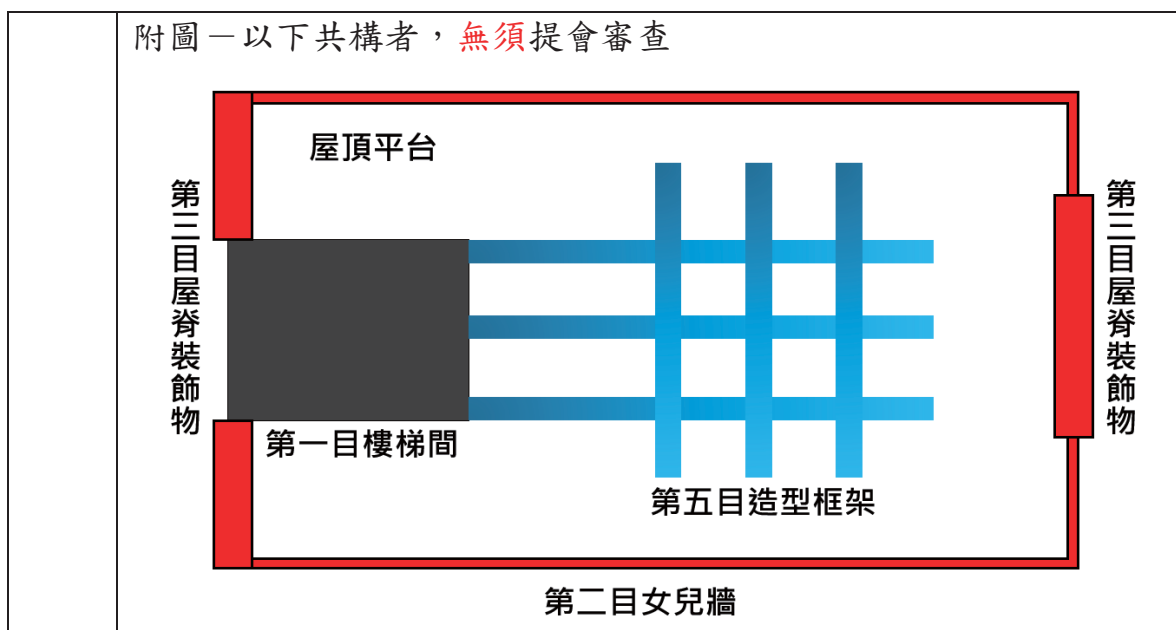 附圖－以下共構者，無須提會審查
屋頂平台
第三目屋脊裝飾物
第三目屋脊裝飾物
第一目樓梯間
第五目造型框架
第二目女兒牆